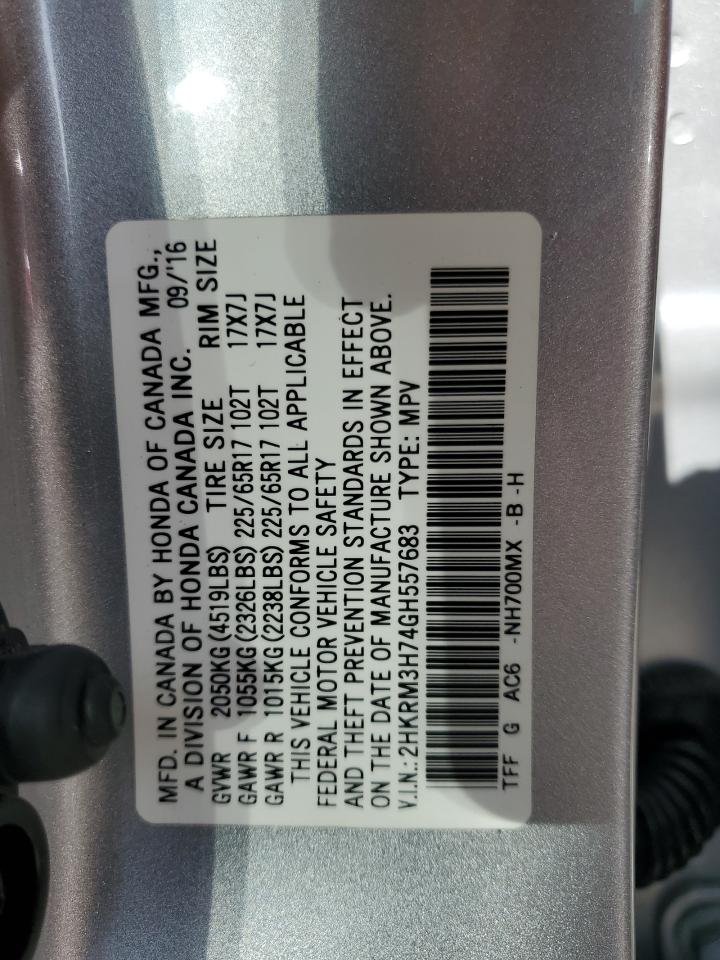 MFD. IN CANADA BY HONDA OF CANADA MFG.,
A DIVISION OF HONDA CANADA INC. 09/'16
GVWR 2050KG(4519LBS) TIRE SIZE RIM SIZE
GAWR F 1055KG(2326LBS) 225/65R17 102T 17X7J
GAWR R 1015KG(2238LBS) 225/65R17 102T 17X7J
THIS VEHICLE CONFORMS TO ALL APPLICABLE
FEDERAL MOTOR VEHICLE SAFETY
AND THEFT PREVENTION STANDARDS IN EFFECT
ON THE DATE OF MANUFACTURE SHOWN ABOVE.
V.I.N.:2HKRM3H74GH557683 TYPE: MPV
TFF G AC6 -NH700MX -B -H